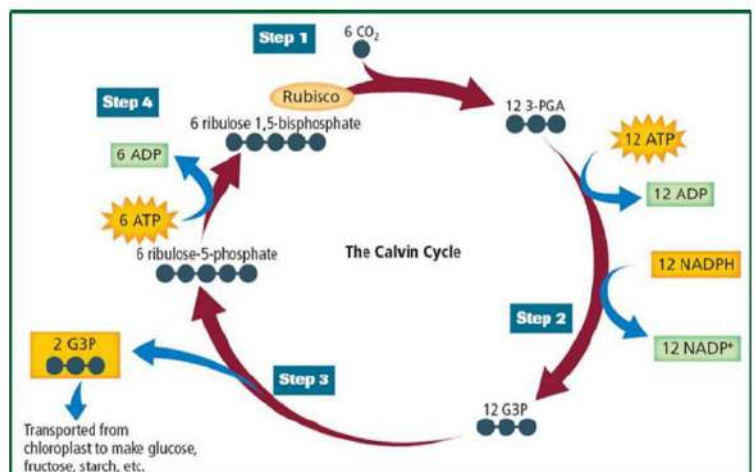 Step 1
6 CO₂
Rubisco
12 3-PGA
12 ATP
12 ADP
12 NADPH
12 NADP⁺
Step 2
12 G3P
Step 3
2 G3P
Transported from
chloroplast to make glucose,
fructose, starch, etc.
6 ribulose-5-phosphate
6 ATP
6 ADP
Step 4
6 ribulose 1,5-bisphosphate
The Calvin Cycle